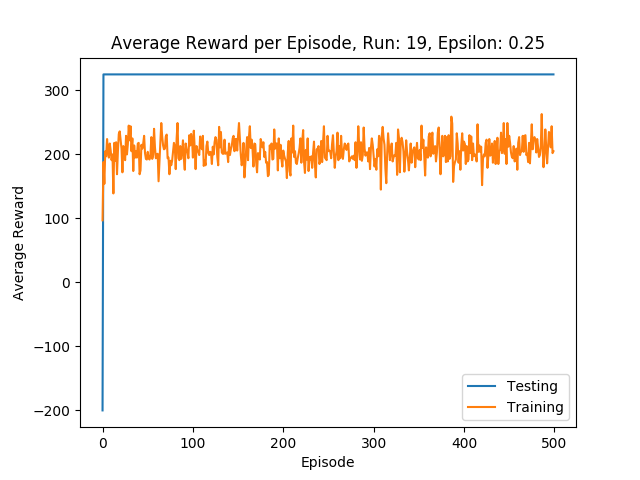 Average Reward per Episode, Run: 19, Epsilon: 0.25
Average Reward
300
200
100
0
−100
−200
0
100
200
300
400
500
Episode
Testing
Training